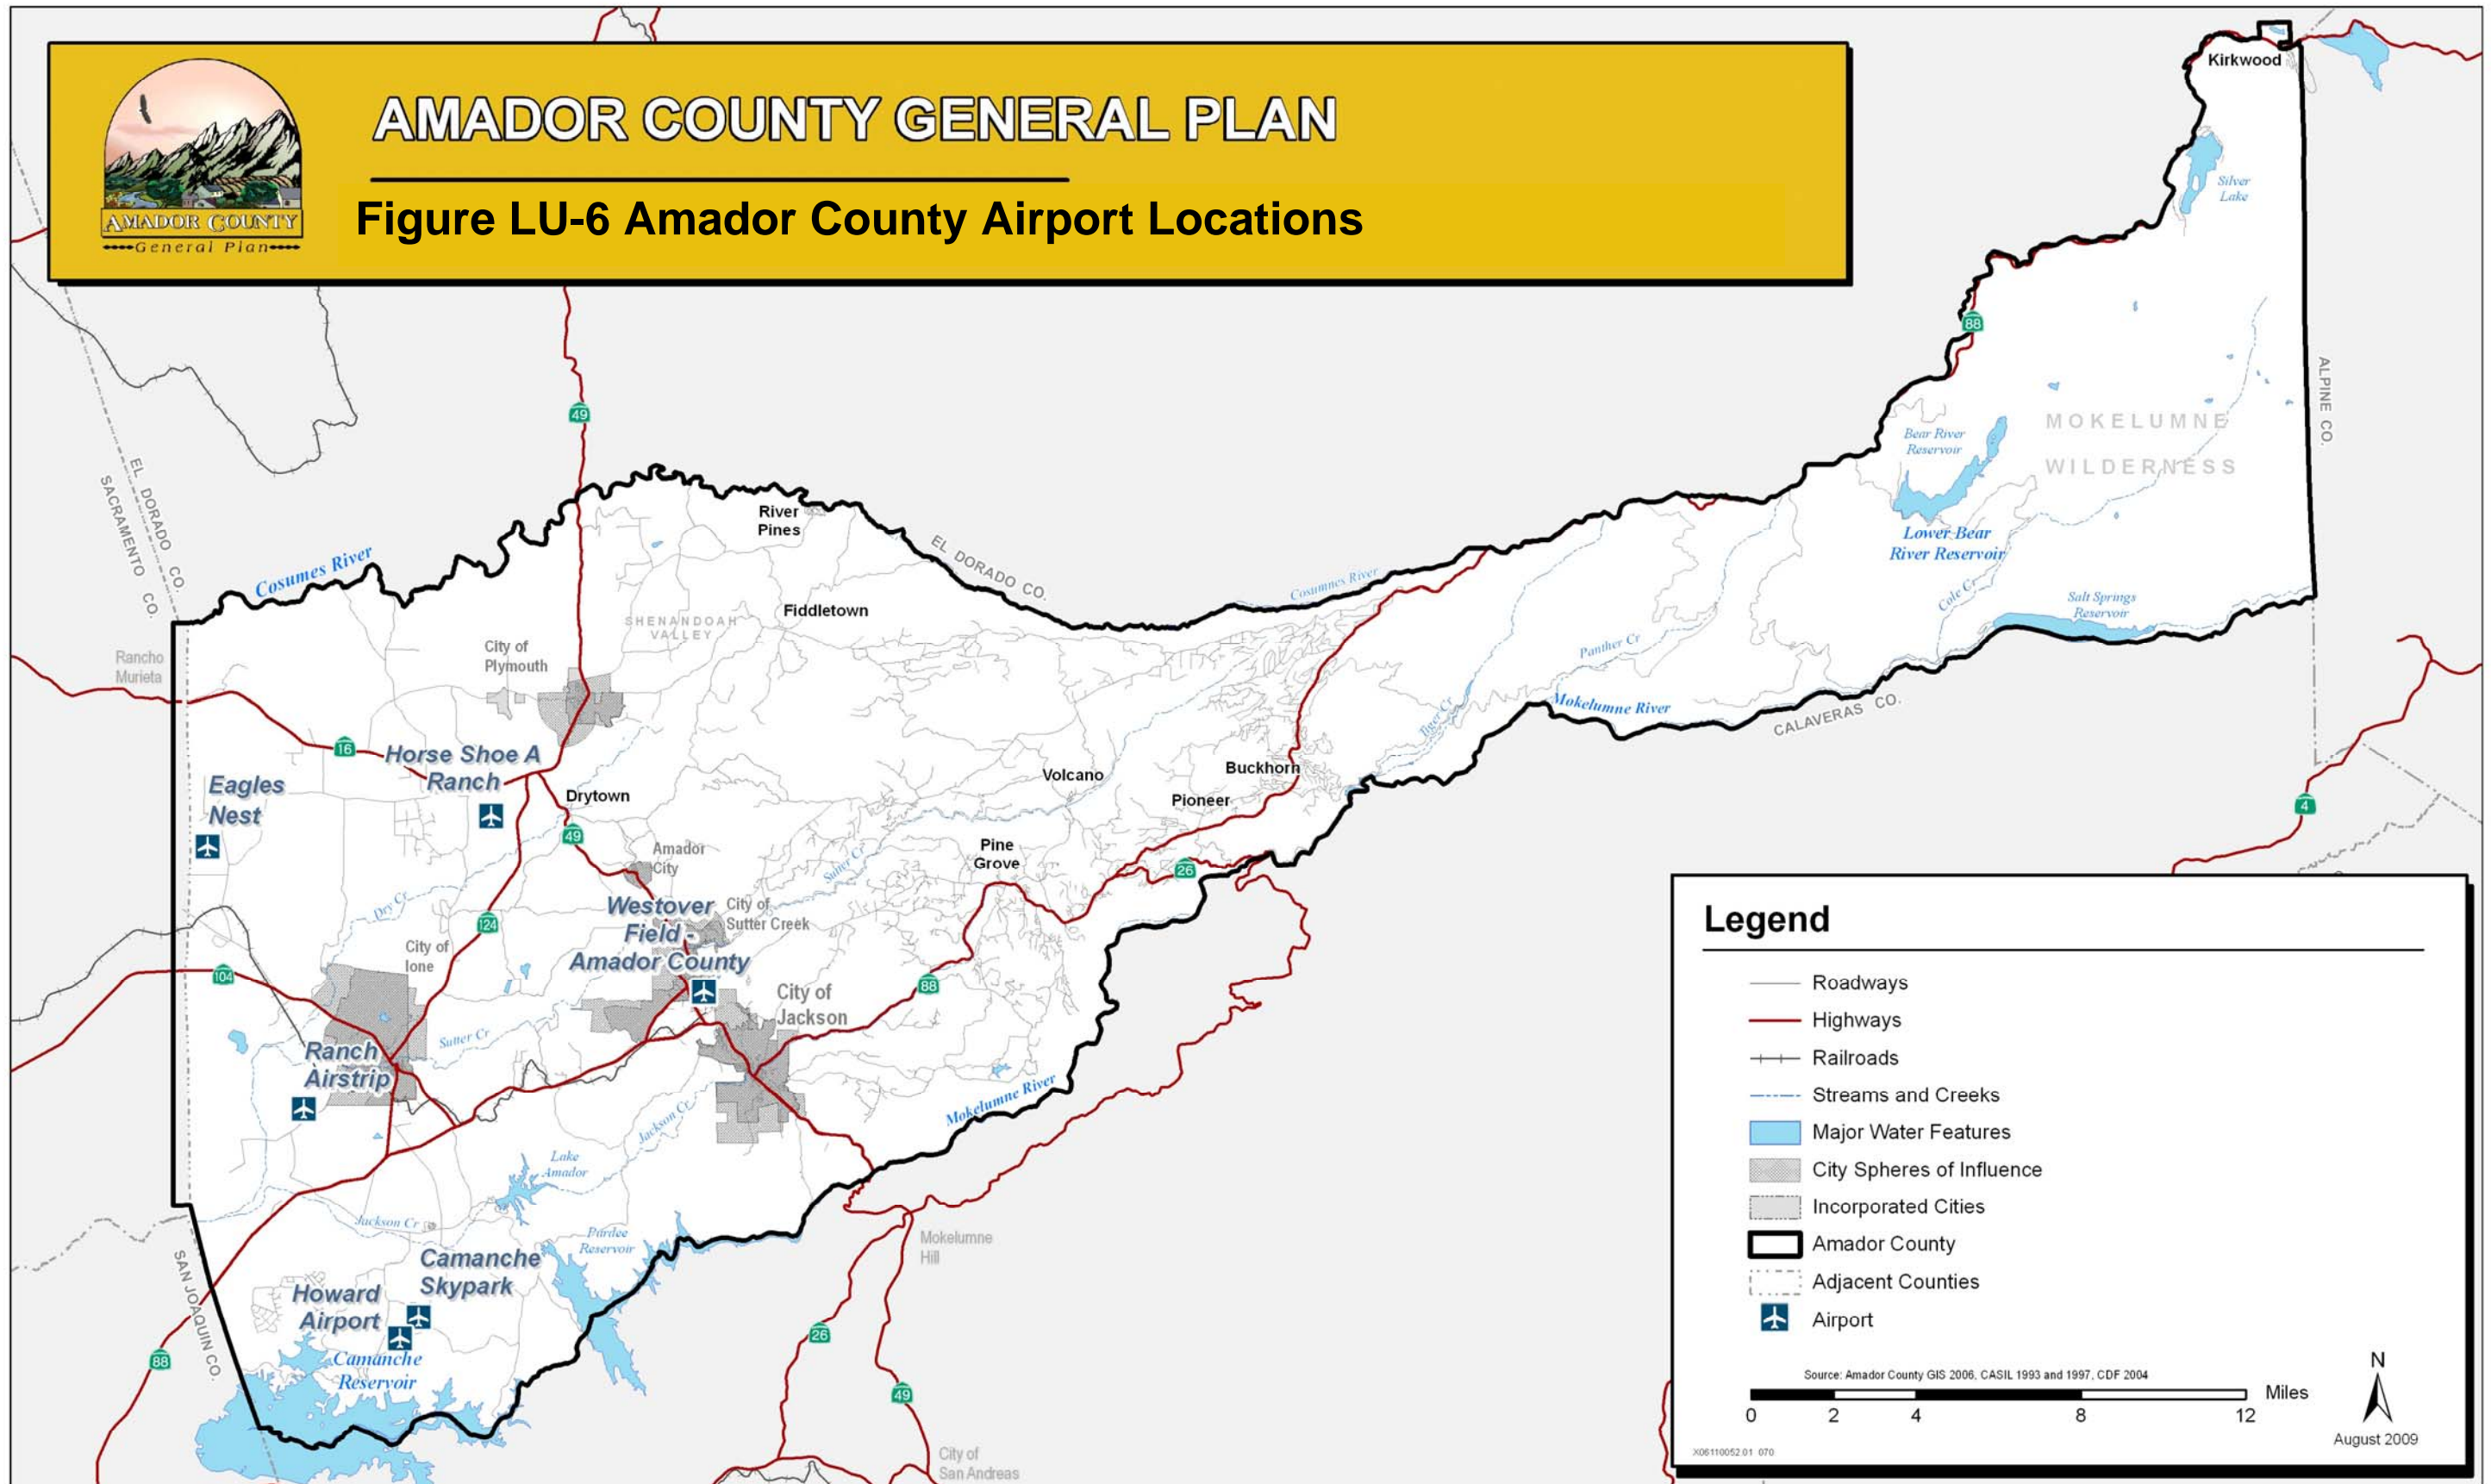 AMADOR COUNTY GENERAL PLAN
Figure LU-6 Amador County Airport Locations
AMADOR COUNTY
General Plan
Kirkwood
Silver
Lake
88
ALPINE CO.
MOKELUMNE
WILDERNESS
Bear River
Reservoir
Lower Bear
River Reservoir
Cole Cr
Salt Springs
Reservoir
49
EL DORADO CO.
SACRAMENTO CO.
Cosumes River
River
Pines
EL DORADO CO.
Cosumnes River
Fiddletown
SHENANDOAH
VALLEY
City of
Plymouth
Rancho
Murieta
Panther Cr
Tiger Cr
Mokelumne River
CALAVERAS CO.
16
Horse Shoe A
Ranch
Eagles
Nest
Drytown
49
Volcano
Buckhorn
Pioneer
4
Amador
City
Pine
Grove
26
Sutter Cr
Dry Cr
124
Westover
Field -
Amador County
City of
Sutter Creek
City of
Ione
104
88
City of
Jackson
Ranch
Airstrip
Sutter Cr
Mokelumne River
Jackson Cr
Lake
Amador
Jackson Cr
Pardee
Reservoir
Mokelumne
Hill
SAN JOAQUIN CO.
Camanche
Skypark
Howard
Airport
Camanche
Reservoir
88
26
49
City of
San Andreas
Legend
Roadways
Highways
Railroads
Streams and Creeks
Major Water Features
City Spheres of Influence
Incorporated Cities
Amador County
Adjacent Counties
Airport
Source: Amador County GIS 2006, CASIL 1993 and 1997, CDF 2004
Miles
0 2 4 8 12
N
August 2009
X06110052.01 070